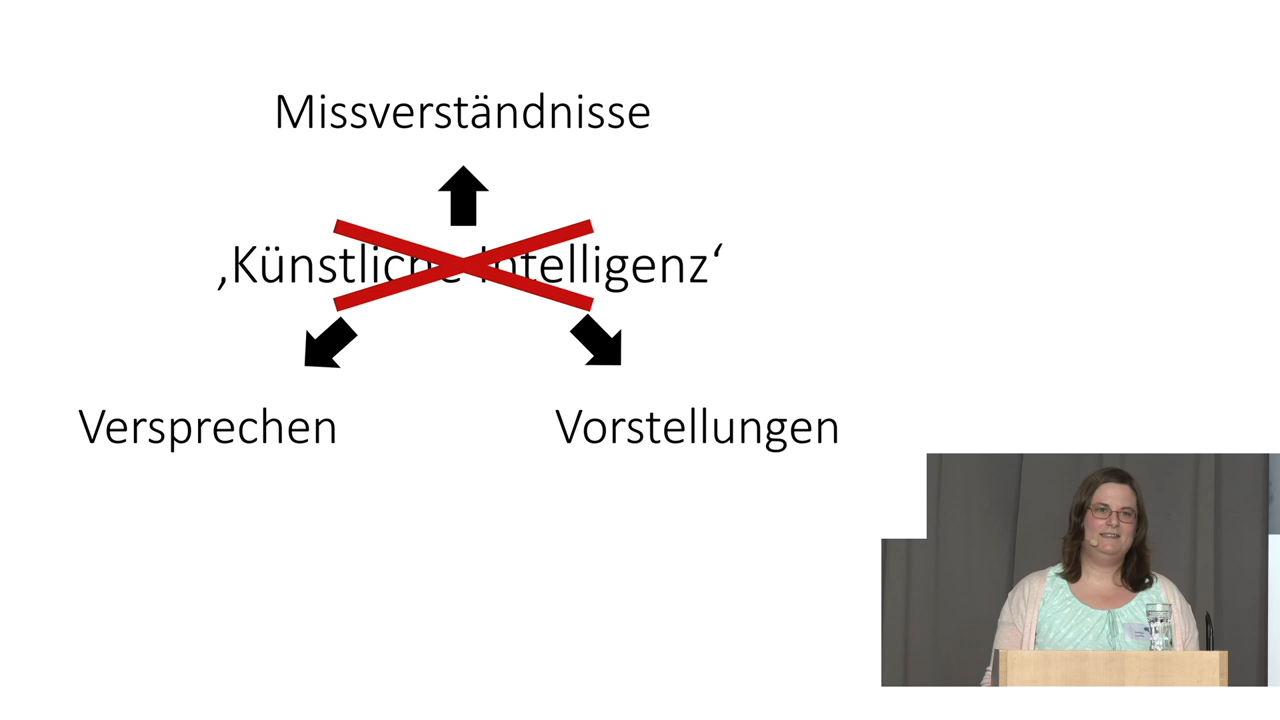 Missverständnisse
‚Künstliche Intelligenz‘
Versprechen
Vorstellungen